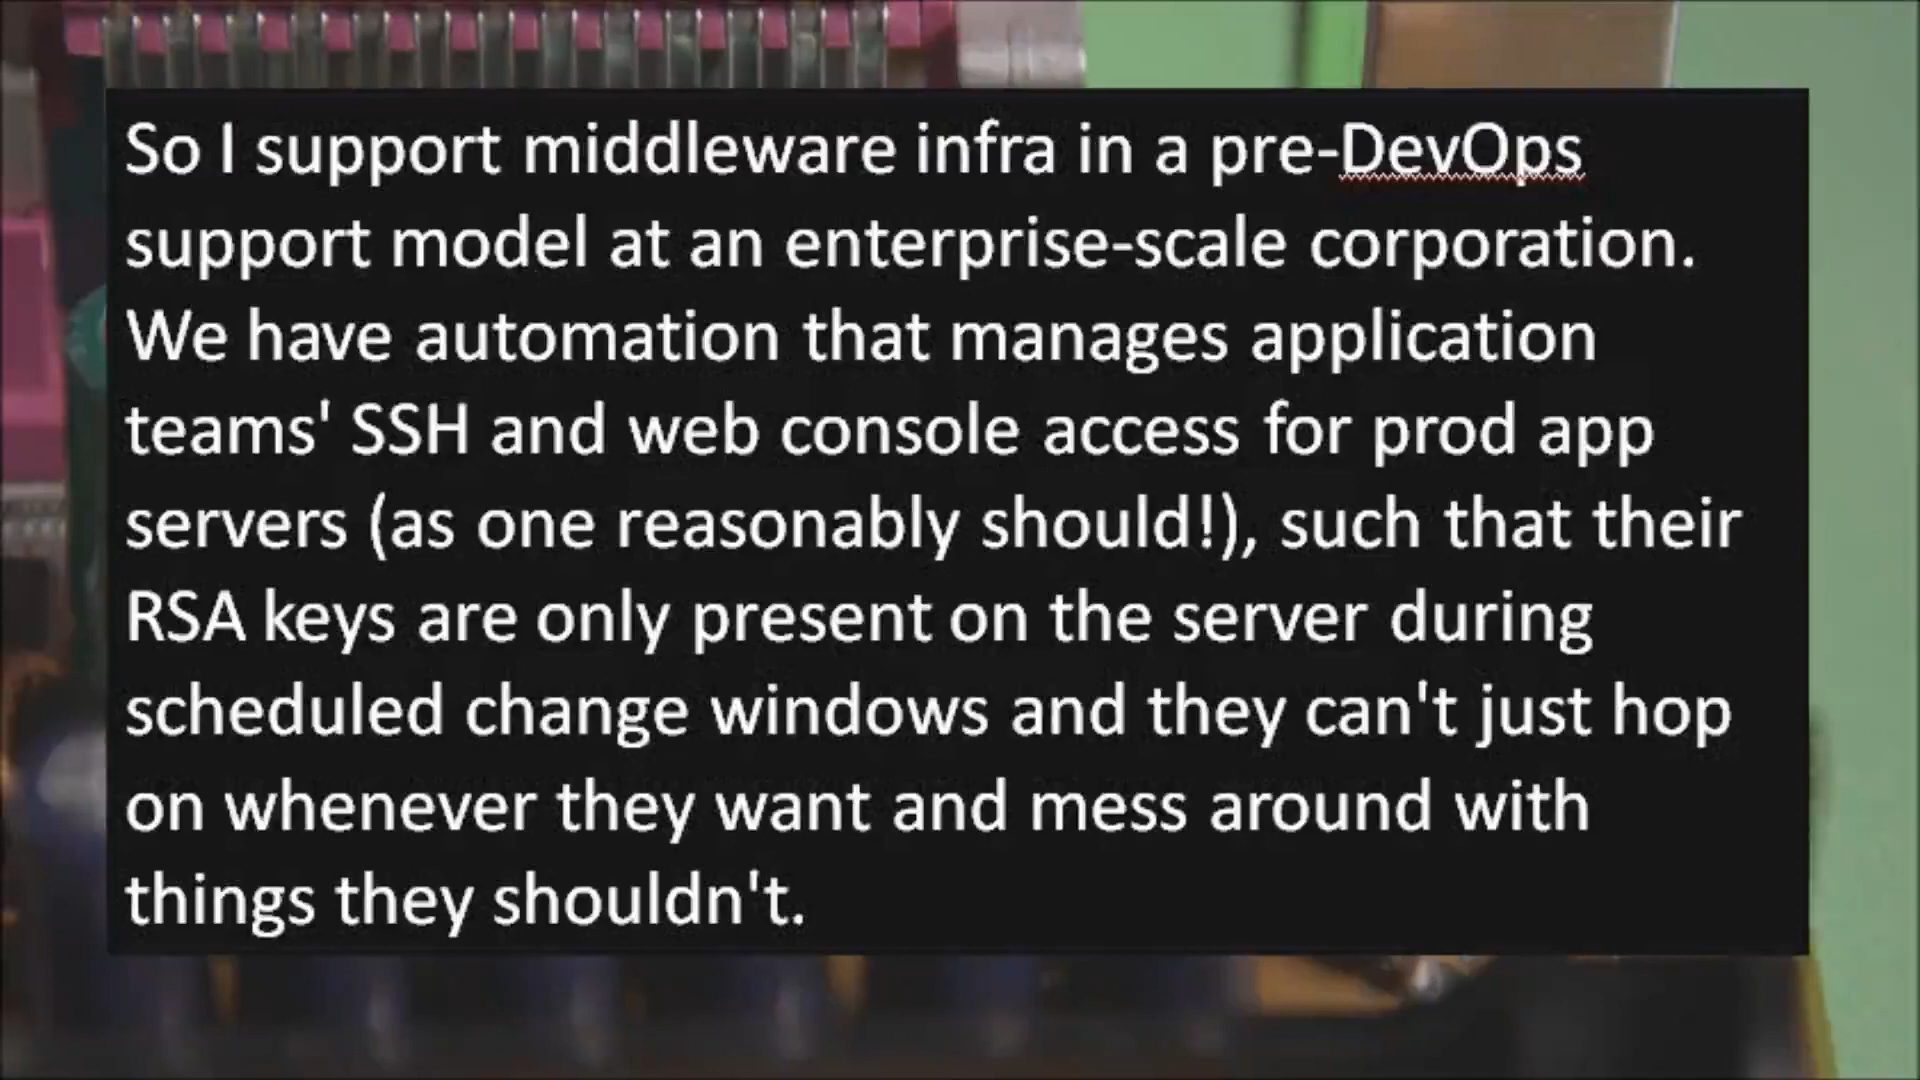 So I support middleware infra in a pre-DevOps
support model at an enterprise-scale corporation.
We have automation that manages application
teams' SSH and web console access for prod app
servers (as one reasonably should!), such that their
RSA keys are only present on the server during
scheduled change windows and they can't just hop
on whenever they want and mess around with
things they shouldn't.